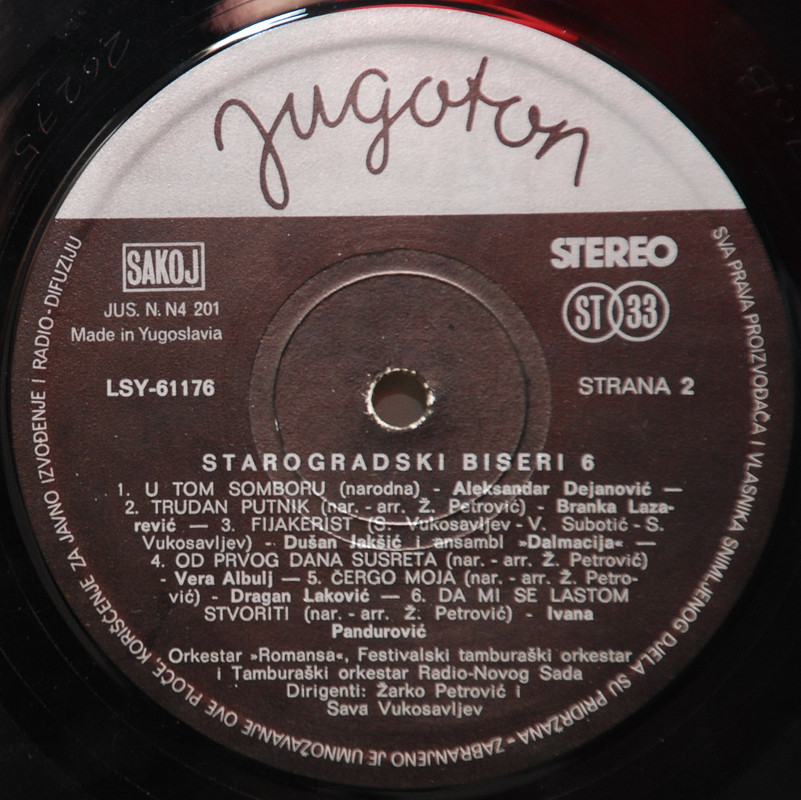 jugoton
SAKOJ
JUS. N. N4 201
Made in Yugoslavia
LSY-61176
STEREO
ST 33
STRANA 2
STAROGRADSKI BISERI 6
1. U TOM SOMBORU (narodna) - Aleksandar Dejanović —
2. TRUDAN PUTNIK (nar. - arr. Ž. Petrović) - Branka Laza-
rević — 3. FIJAKERIST (S. Vukosavljev - V. Subotić - S.
Vukosavljev) - Dušan Jakšić i ansambl »Dalmacija« —
4. OD PRVOG DANA SUSRETA (nar. - arr. Ž. Petrović)
- Vera Albulj — 5. ČERGO MOJA (nar. - arr. Ž. Petro-
vić) - Dragan Laković — 6. DA MI SE LASTOM
STVORITI (nar. - arr. Ž. Petrović) - Ivana
Pandurović
Orkestar »Romansa«, Festivalski tamburaški orkestar
i Tamburaški orkestar Radio-Novog Sada
Dirigenti: Žarko Petrović i
Sava Vukosavljev
SVA PRAVA PROIZVOĐAČA I VLASNIKA SNIMLJENOG DJELA SU PRIDRŽANA - ZABRANJENO JE UMNOŽAVANJE OVE PLOČE, KORIŠĆENJE ZA JAVNO IZVOĐENJE I RADIO-DIFUZIJU